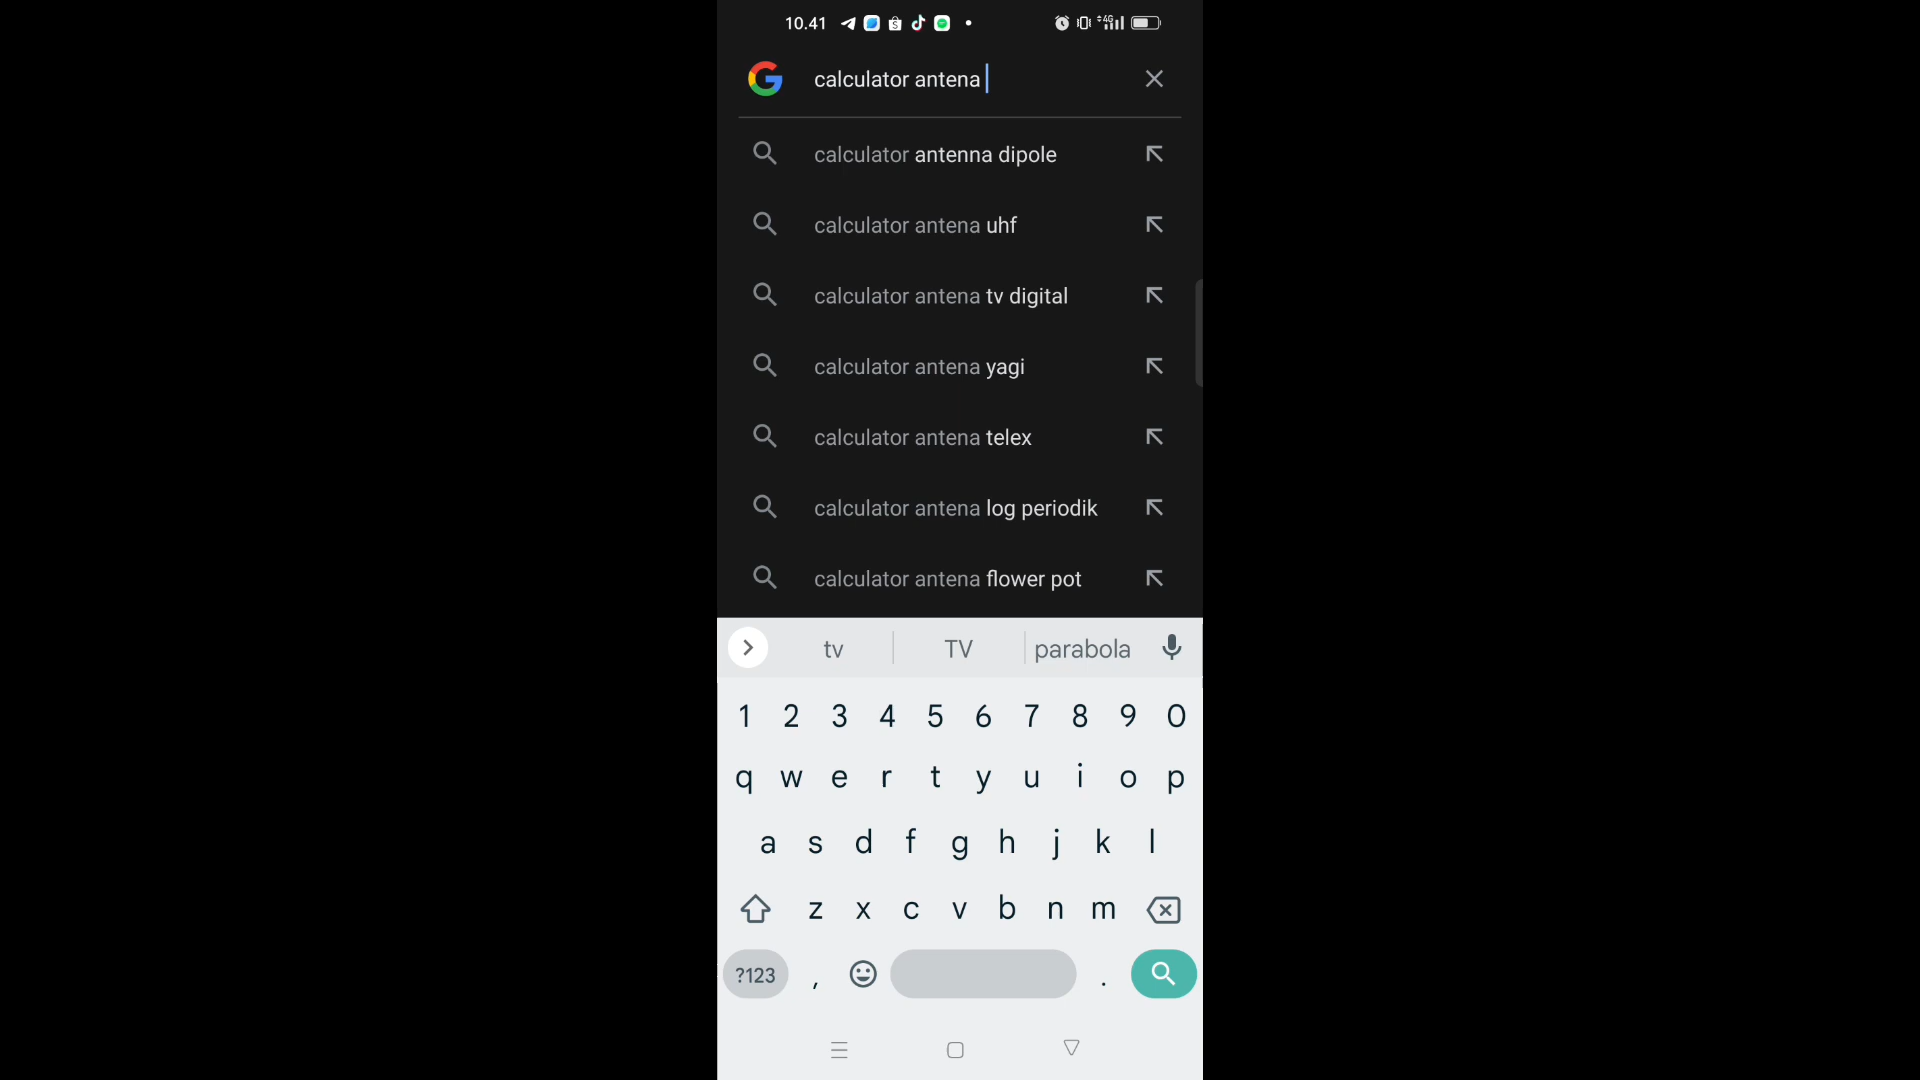 10.41 4G
calculator antena
calculator antenna dipole
calculator antena uhf
calculator antena tv digital
calculator antena yagi
calculator antena telex
calculator antena log periodik
calculator antena flower pot
tv TV parabola
1 2 3 4 5 6 7 8 9 0
q w e r t y u i o p
a s d f g h j k l
z x c v b n m
?123 , .